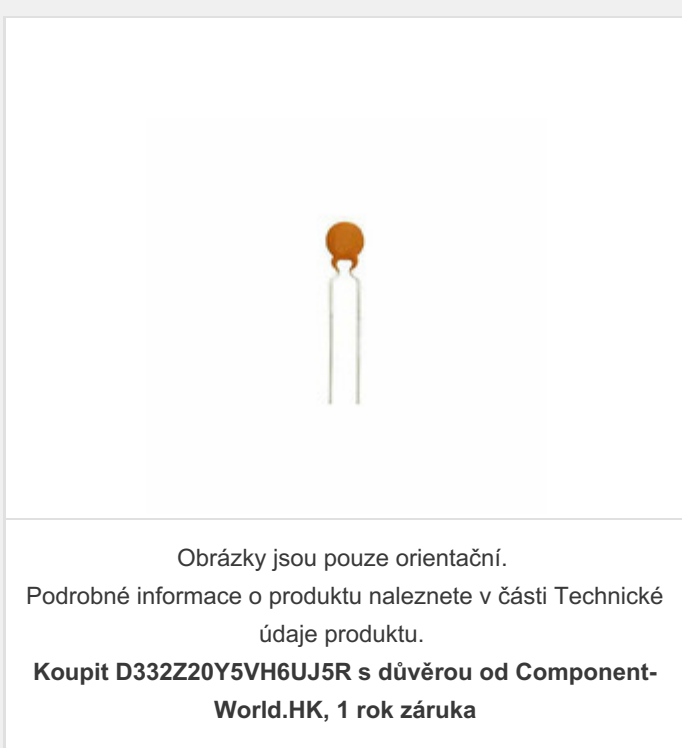 Obrázky jsou pouze orientační.
Podrobné informace o produktu naleznete v části Technické
údaje produktu.
Koupit D332Z20Y5VH6UJ5R s důvěrou od Component-
World.HK, 1 rok záruka